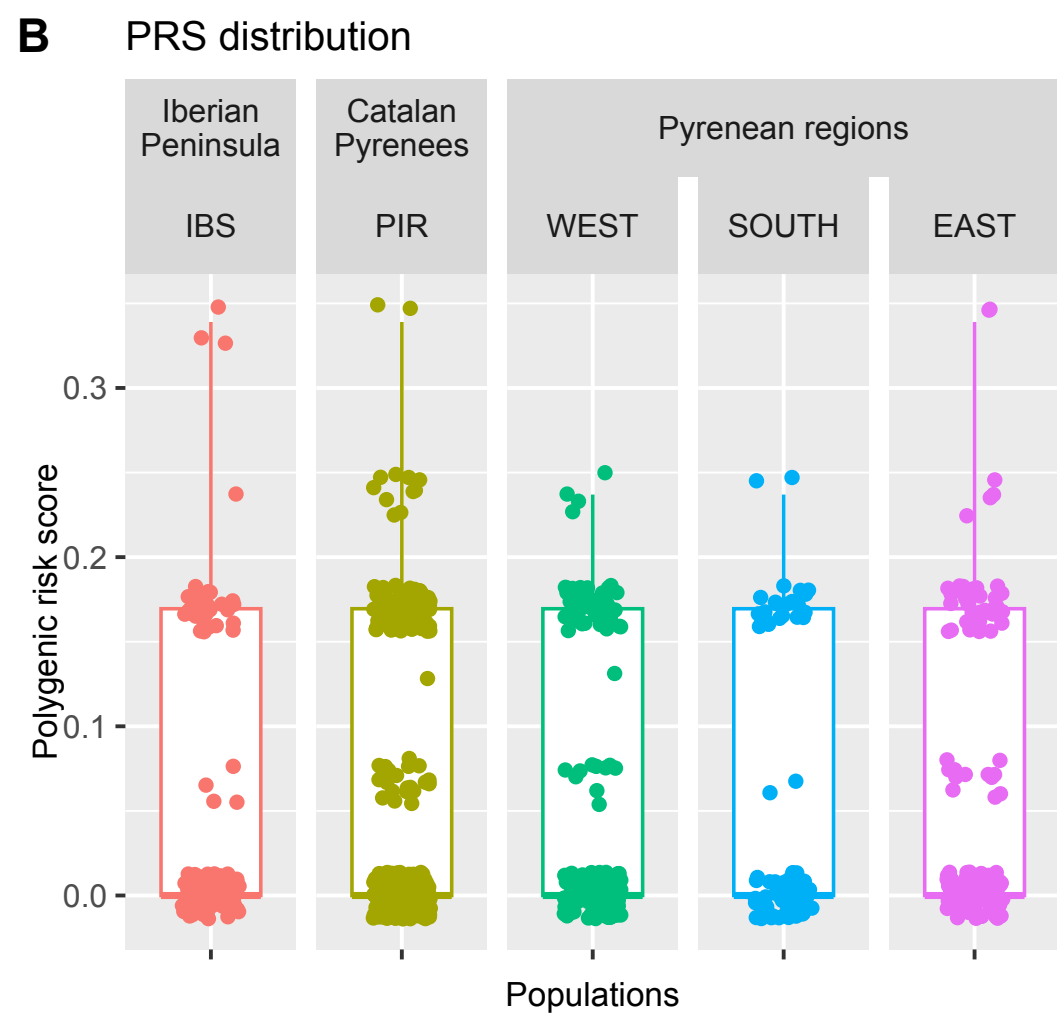 B PRS distribution
Iberian
Peninsula
Catalan
Pyrenees
Pyrenean regions
IBS
PIR
WEST
SOUTH
EAST
Polygenic risk score
0.3
0.2
0.1
0.0
Populations